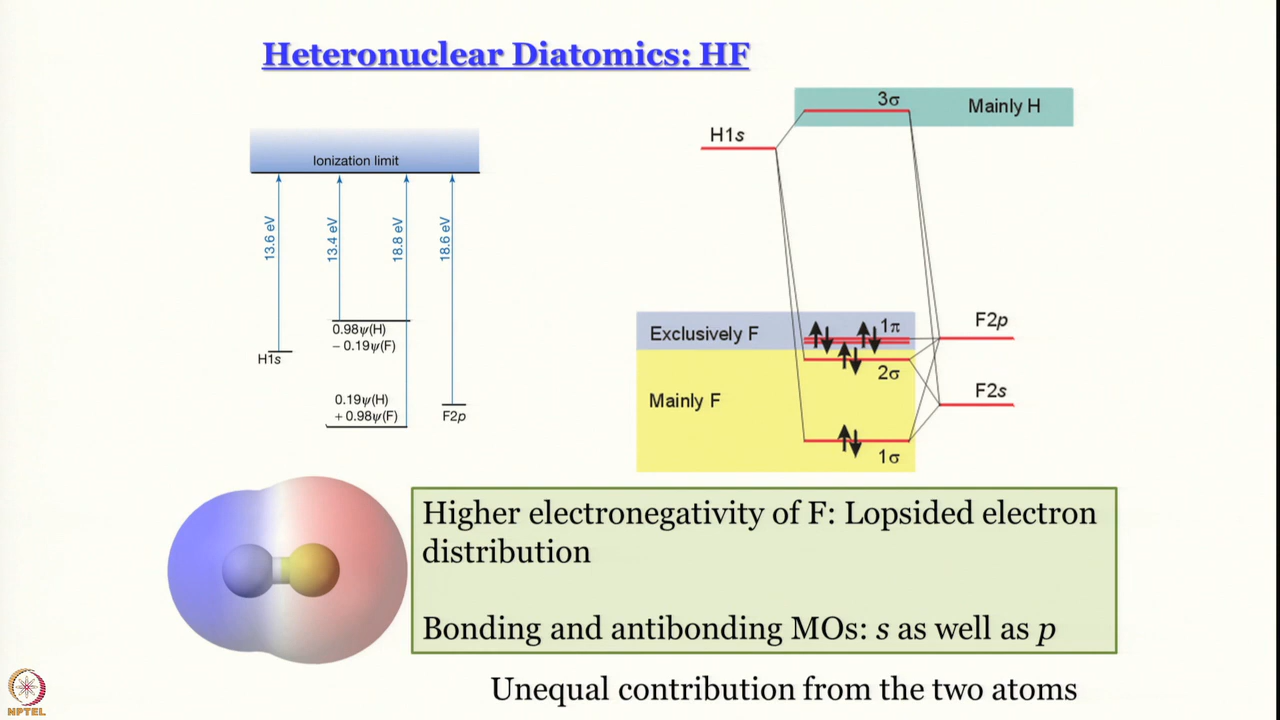 Heteronuclear Diatomics: HF
Ionization limit
13.6 eV
13.4 eV
18.8 eV
18.6 eV
0.98ψ(H)
− 0.19ψ(F)
H1s
0.19ψ(H)
+ 0.98ψ(F)
F2p
3σ
Mainly H
H1s
Exclusively F
1π
F2p
2σ
Mainly F
F2s
1σ
Higher electronegativity of F: Lopsided electron
distribution
Bonding and antibonding MOs: s as well as p
Unequal contribution from the two atoms
NPTEL